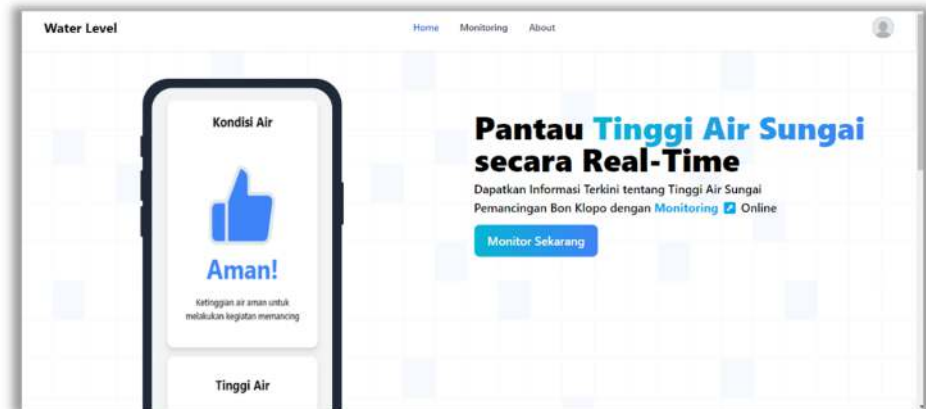 Water Level
Home Monitoring About
Kondisi Air
Aman!
Ketinggian air aman untuk
melakukan kegiatan memancing
Tinggi Air
Pantau Tinggi Air Sungai
secara Real-Time
Dapatkan Informasi Terkini tentang Tinggi Air Sungai
Pemancingan Bon Klopo dengan Monitoring Online
Monitor Sekarang